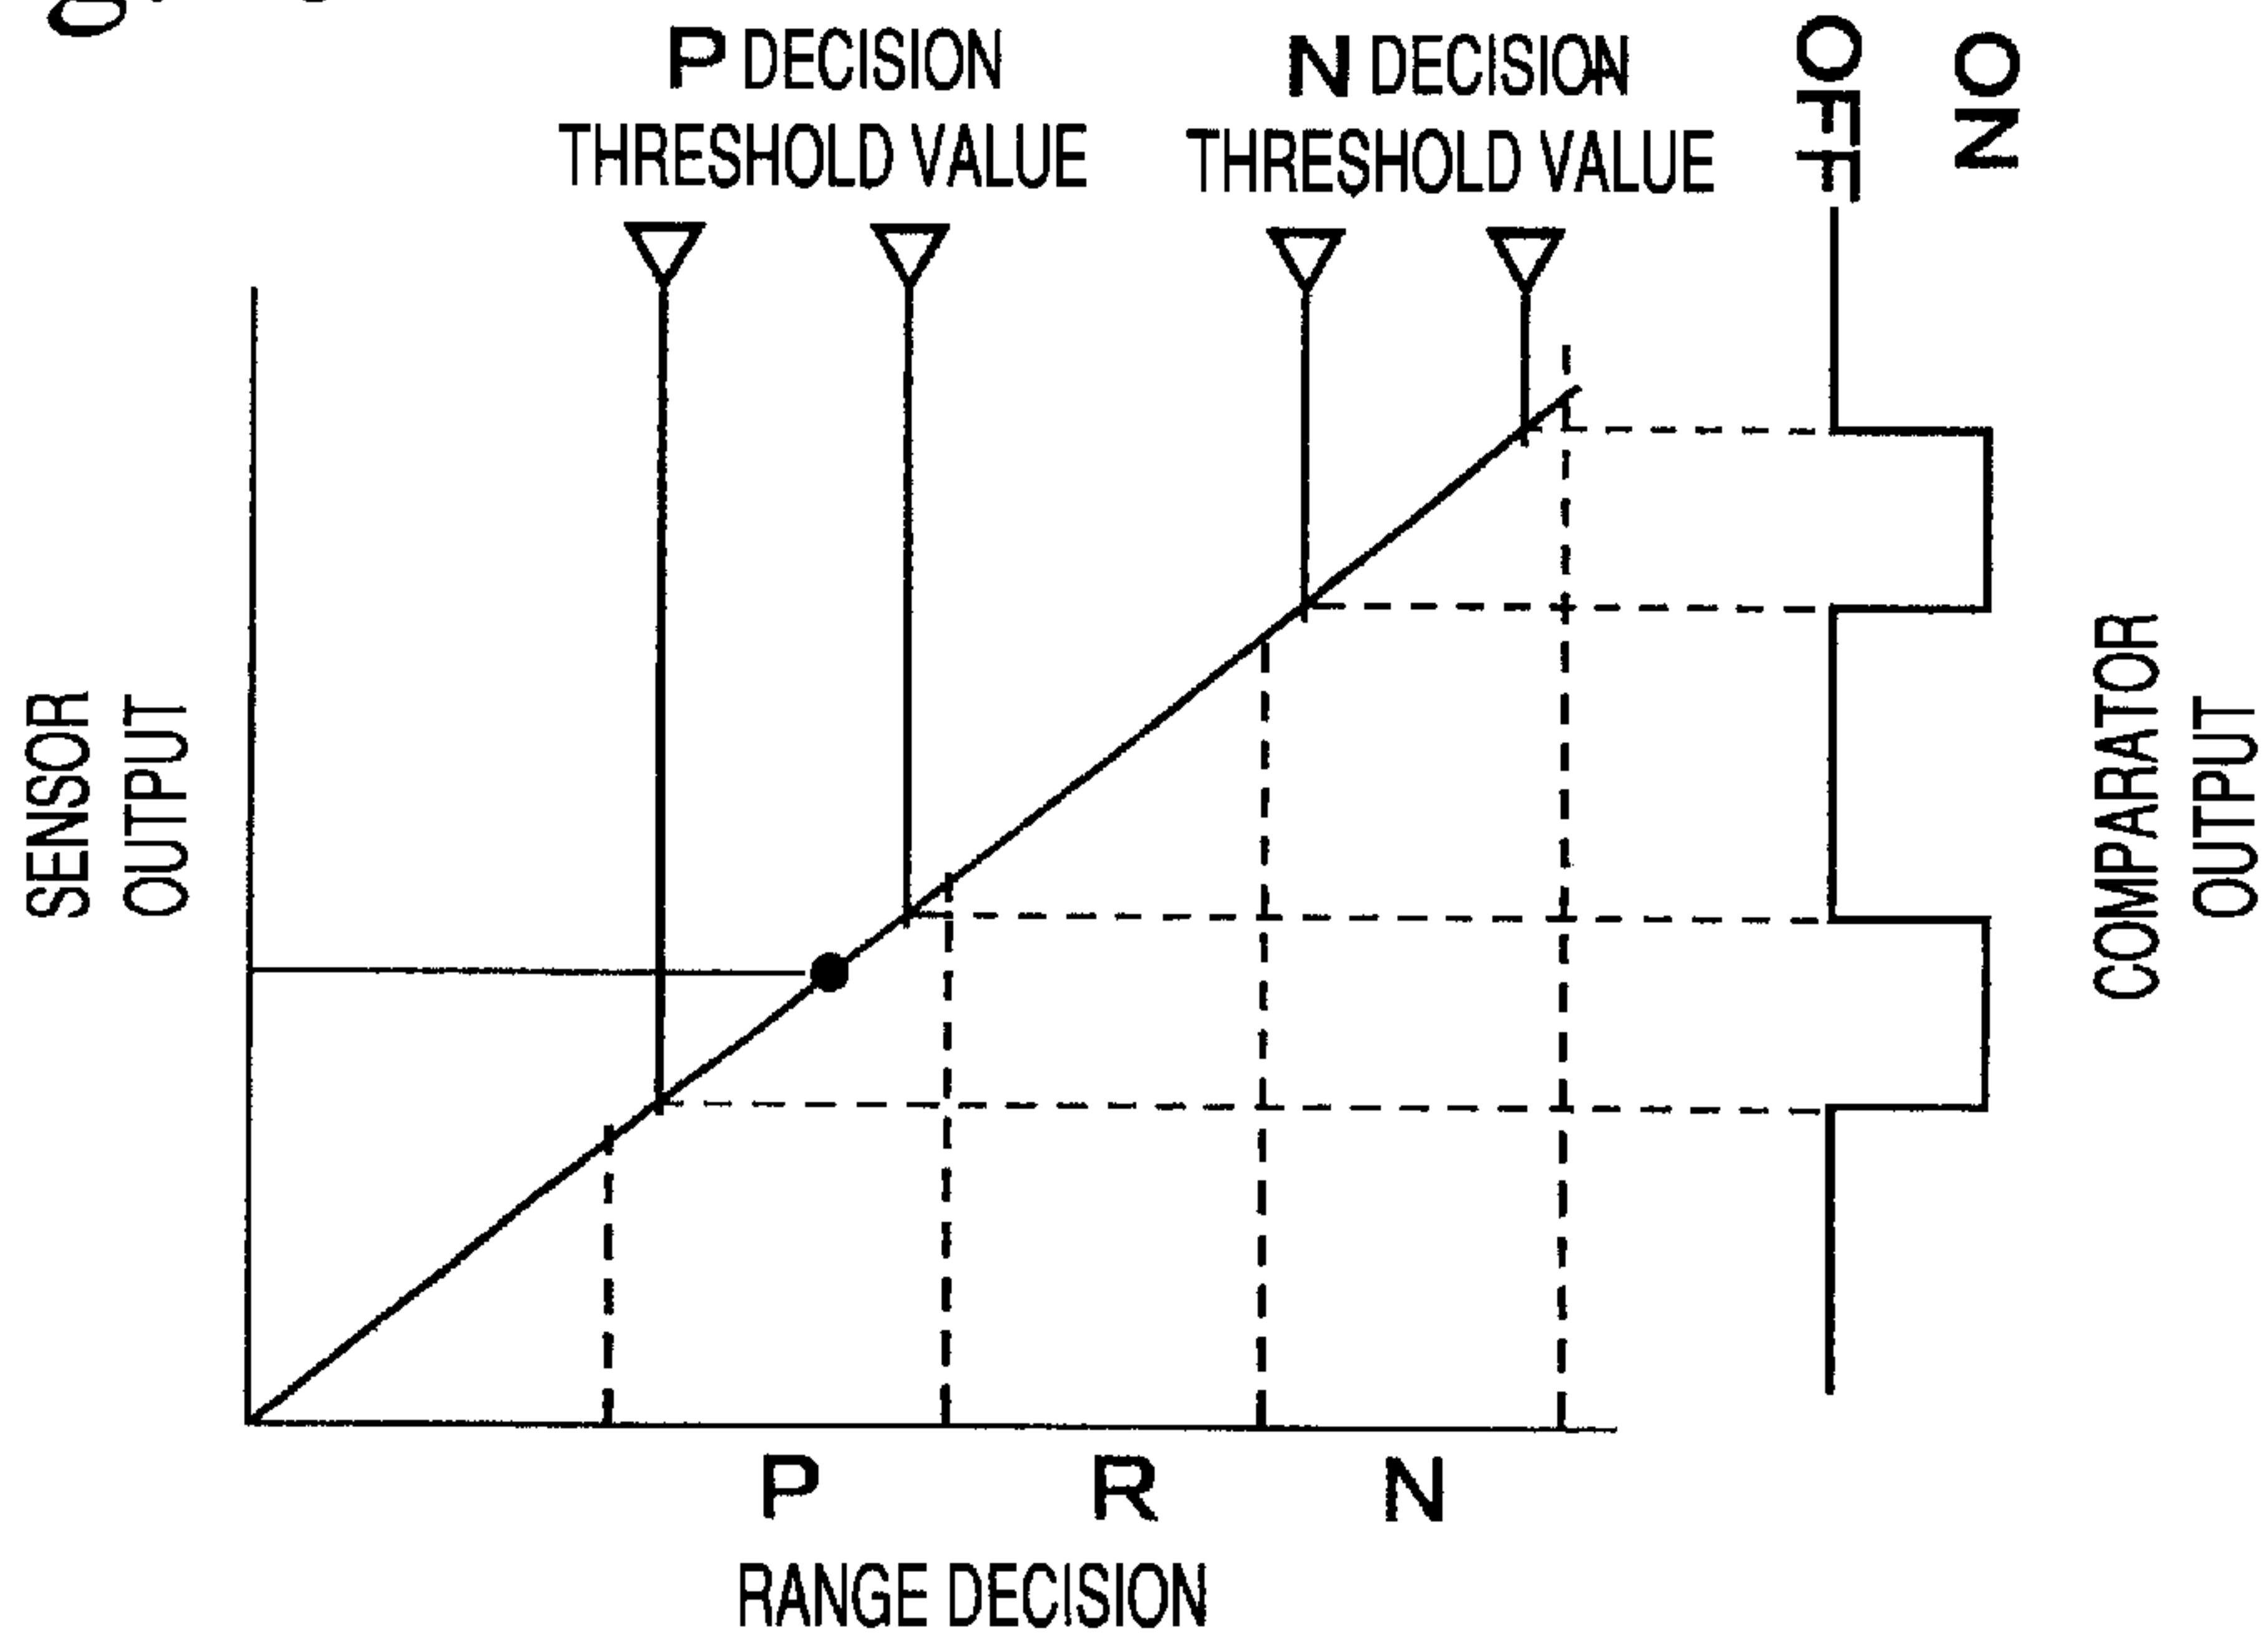 P DECISION
THRESHOLD VALUE
N DECISION
THRESHOLD VALUE
OFF
ON
SENSOR
OUTPUT
COMPARATOR
OUTPUT
P R N
RANGE DECISION